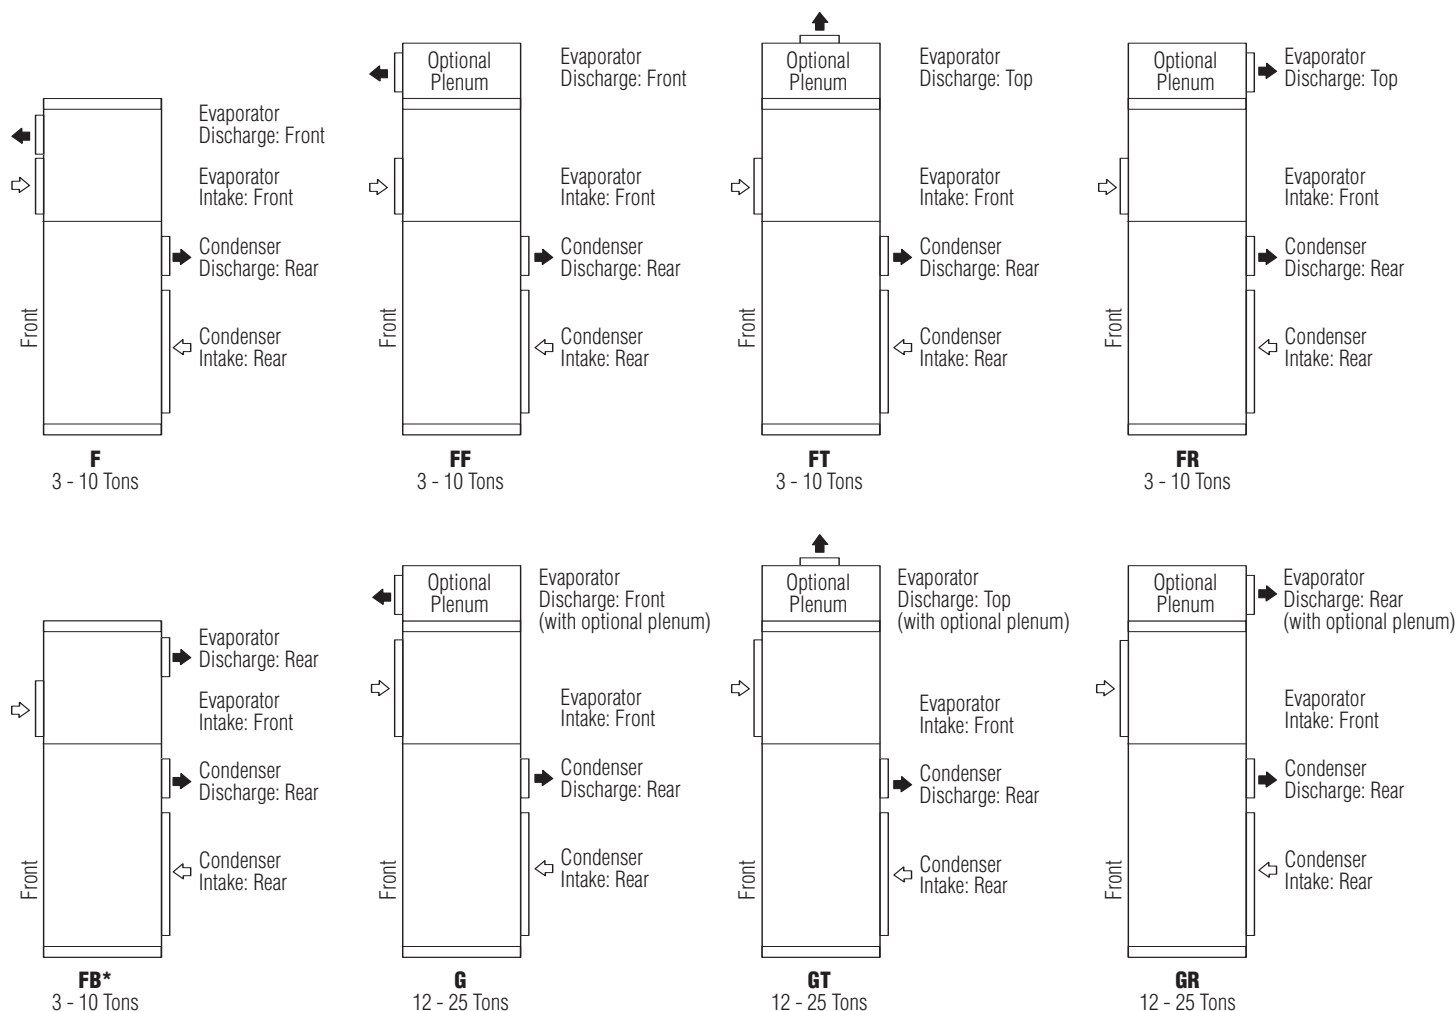 Evaporator
Discharge: Front
Evaporator
Intake: Front
Condenser
Discharge: Rear
Front
Condenser
Intake: Rear
F
3 - 10 Tons
Optional
Plenum
Evaporator
Discharge: Front
Evaporator
Intake: Front
Condenser
Discharge: Rear
Front
Condenser
Intake: Rear
FF
3 - 10 Tons
Optional
Plenum
Evaporator
Discharge: Top
Evaporator
Intake: Front
Condenser
Discharge: Rear
Front
Condenser
Intake: Rear
FT
3 - 10 Tons
Optional
Plenum
Evaporator
Discharge: Top
Evaporator
Intake: Front
Condenser
Discharge: Rear
Front
Condenser
Intake: Rear
FR
3 - 10 Tons
Evaporator
Discharge: Rear
Evaporator
Intake: Front
Condenser
Discharge: Rear
Front
Condenser
Intake: Rear
FB*
3 - 10 Tons
Optional
Plenum
Evaporator
Discharge: Front
(with optional plenum)
Evaporator
Intake: Front
Condenser
Discharge: Rear
Front
Condenser
Intake: Rear
G
12 - 25 Tons
Optional
Plenum
Evaporator
Discharge: Top
(with optional plenum)
Evaporator
Intake: Front
Condenser
Discharge: Rear
Front
Condenser
Intake: Rear
GT
12 - 25 Tons
Optional
Plenum
Evaporator
Discharge: Rear
(with optional plenum)
Evaporator
Intake: Front
Condenser
Discharge: Rear
Front
Condenser
Intake: Rear
GR
12 - 25 Tons